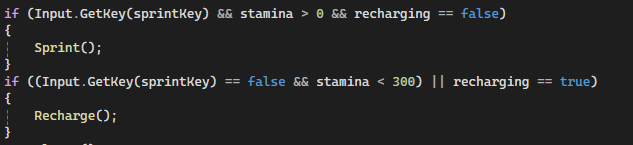 if (Input.GetKey(sprintKey) && stamina > 0 && recharging == false)
{
Sprint();
}
if ((Input.GetKey(sprintKey) == false && stamina < 300) || recharging == true)
{
Recharge();
}